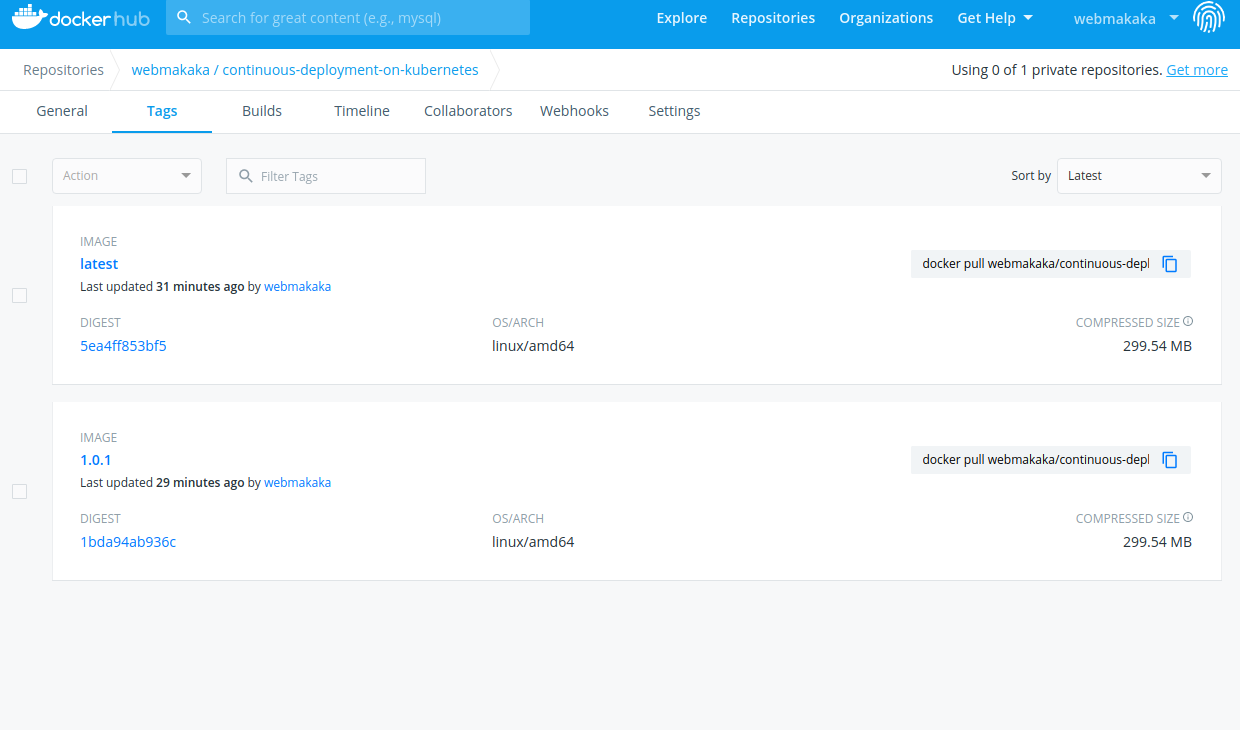 docker hub Search for great content (e.g., mysql) Explore Repositories Organizations Get Help webmakaka
Repositories webmakaka / continuous-deployment-on-kubernetes Using 0 of 1 private repositories. Get more
General Tags Builds Timeline Collaborators Webhooks Settings
Action Filter Tags Sort by Latest
IMAGE
latest docker pull webmakaka/continuous-depl
Last updated 31 minutes ago by webmakaka
DIGEST OS/ARCH COMPRESSED SIZE
5ea4ff853bf5 linux/amd64 299.54 MB
IMAGE
1.0.1 docker pull webmakaka/continuous-depl
Last updated 29 minutes ago by webmakaka
DIGEST OS/ARCH COMPRESSED SIZE
1bda94ab936c linux/amd64 299.54 MB